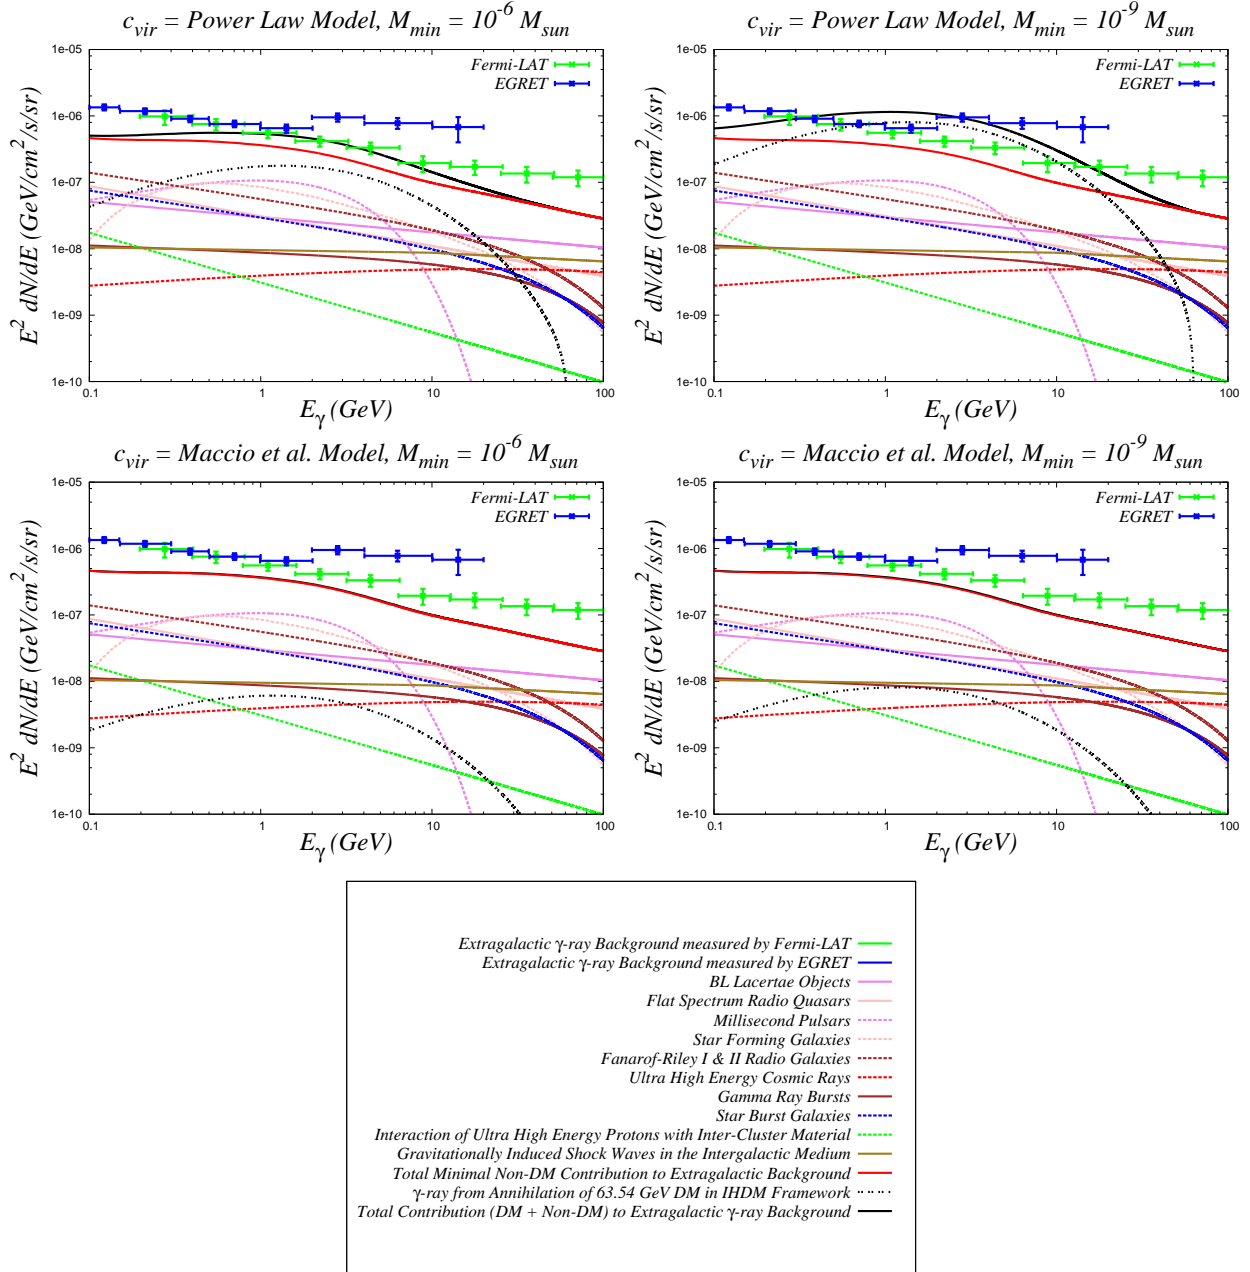 c_vir = Power Law Model, M_min = 10^-6 M_sun
E^2 dN/dE (GeV/cm^2/s/sr)
1e-05
1e-06
1e-07
1e-08
1e-09
1e-10
Fermi-LAT
EGRET
0.1 1 10 100
E_γ (GeV)
c_vir = Power Law Model, M_min = 10^-9 M_sun
E^2 dN/dE (GeV/cm^2/s/sr)
1e-05
1e-06
1e-07
1e-08
1e-09
1e-10
Fermi-LAT
EGRET
0.1 1 10 100
E_γ (GeV)
c_vir = Maccio et al. Model, M_min = 10^-6 M_sun
E^2 dN/dE (GeV/cm^2/s/sr)
1e-05
1e-06
1e-07
1e-08
1e-09
1e-10
Fermi-LAT
EGRET
0.1 1 10 100
E_γ (GeV)
c_vir = Maccio et al. Model, M_min = 10^-9 M_sun
E^2 dN/dE (GeV/cm^2/s/sr)
1e-05
1e-06
1e-07
1e-08
1e-09
1e-10
Fermi-LAT
EGRET
0.1 1 10 100
E_γ (GeV)
Extragalactic γ-ray Background measured by Fermi-LAT
Extragalactic γ-ray Background measured by EGRET
BL Lacertae Objects
Flat Spectrum Radio Quasars
Millisecond Pulsars
Star Forming Galaxies
Fanarof-Riley I & II Radio Galaxies
Ultra High Energy Cosmic Rays
Gamma Ray Bursts
Star Burst Galaxies
Interaction of Ultra High Energy Protons with Inter-Cluster Material
Gravitationally Induced Shock Waves in the Intergalactic Medium
Total Minimal Non-DM Contribution to Extragalactic Background
γ-ray from Annihilation of 63.54 GeV DM in IHDM Framework
Total Contribution (DM + Non-DM) to Extragalactic γ-ray Background